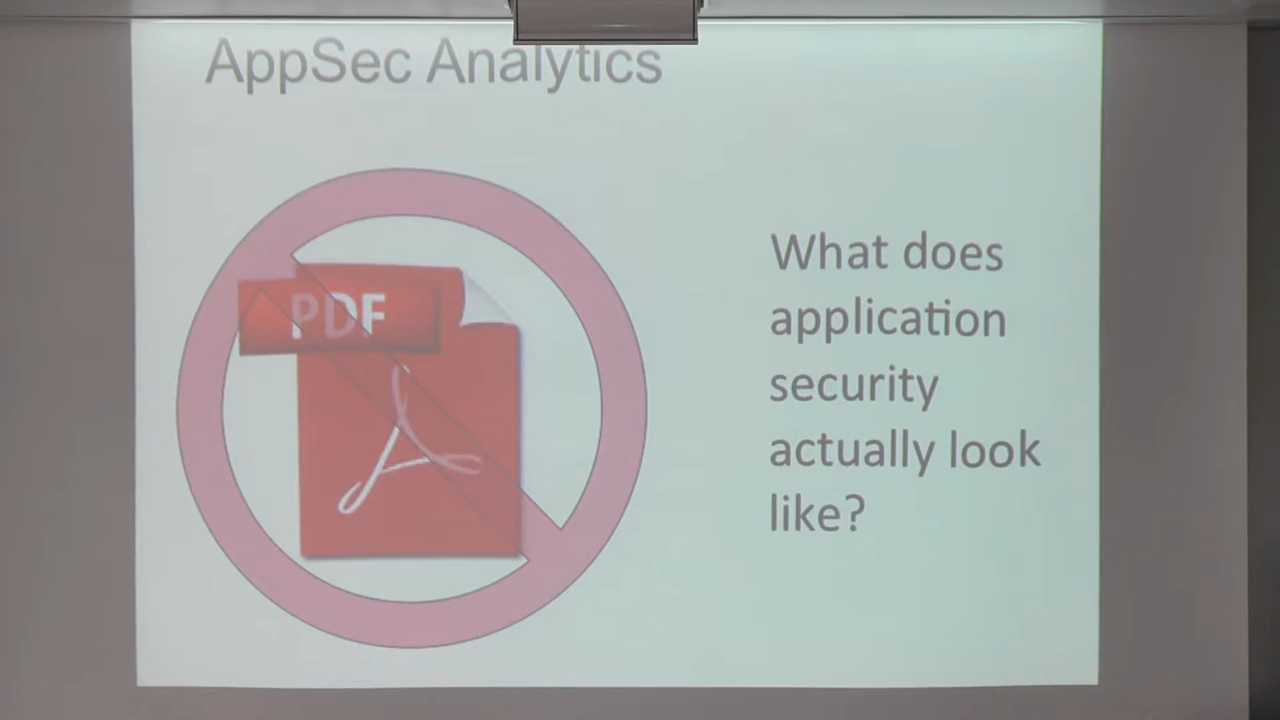 AppSec Analytics
PDF
What does
application
security
actually look
like?